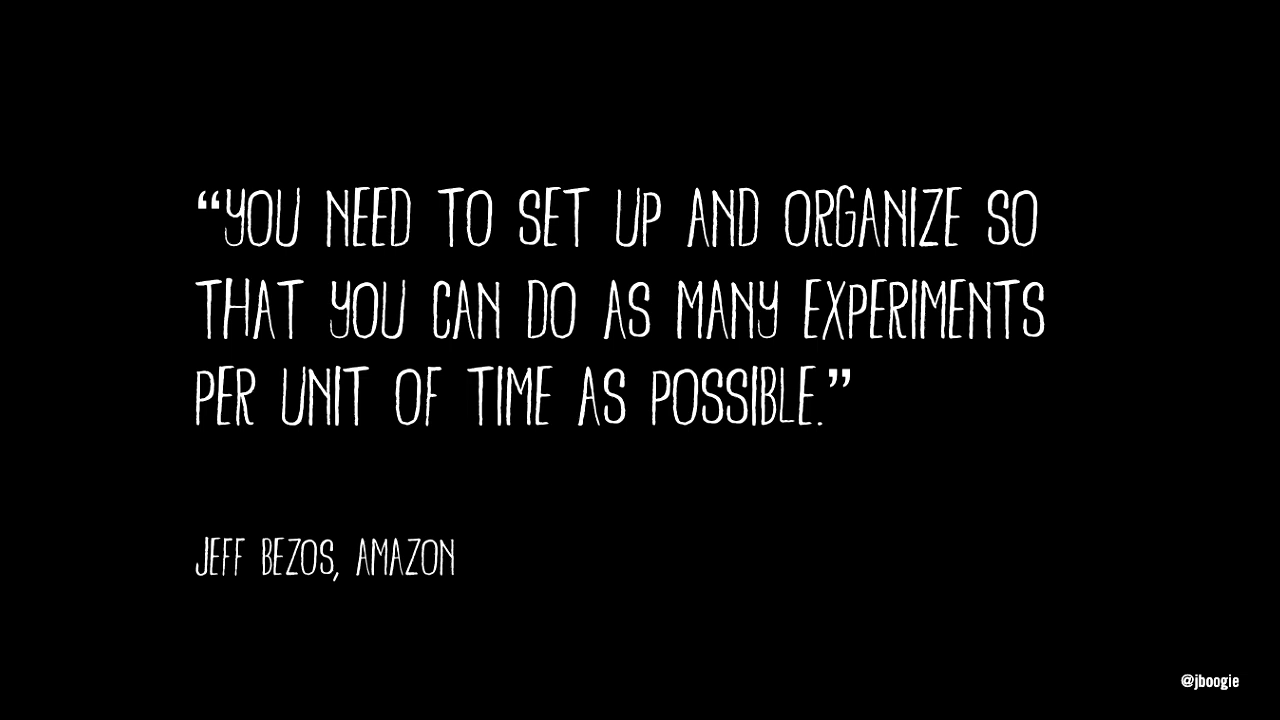 “YOU NEED TO SET UP AND ORGANIZE SO
THAT YOU CAN DO AS MANY EXPERIMENTS
PER UNIT OF TIME AS POSSIBLE.”
JEFF BEZOS, AMAZON
@jboogie